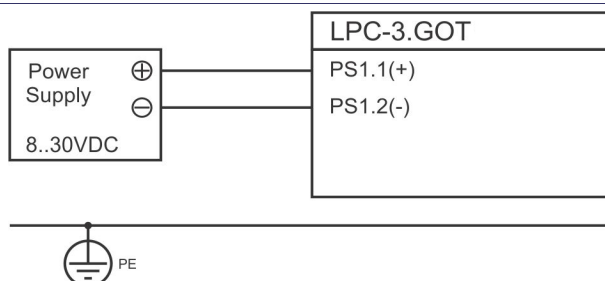 LPC-3.GOT
Power
Supply
8..30VDC
PS1.1(+)
PS1.2(-)
PE